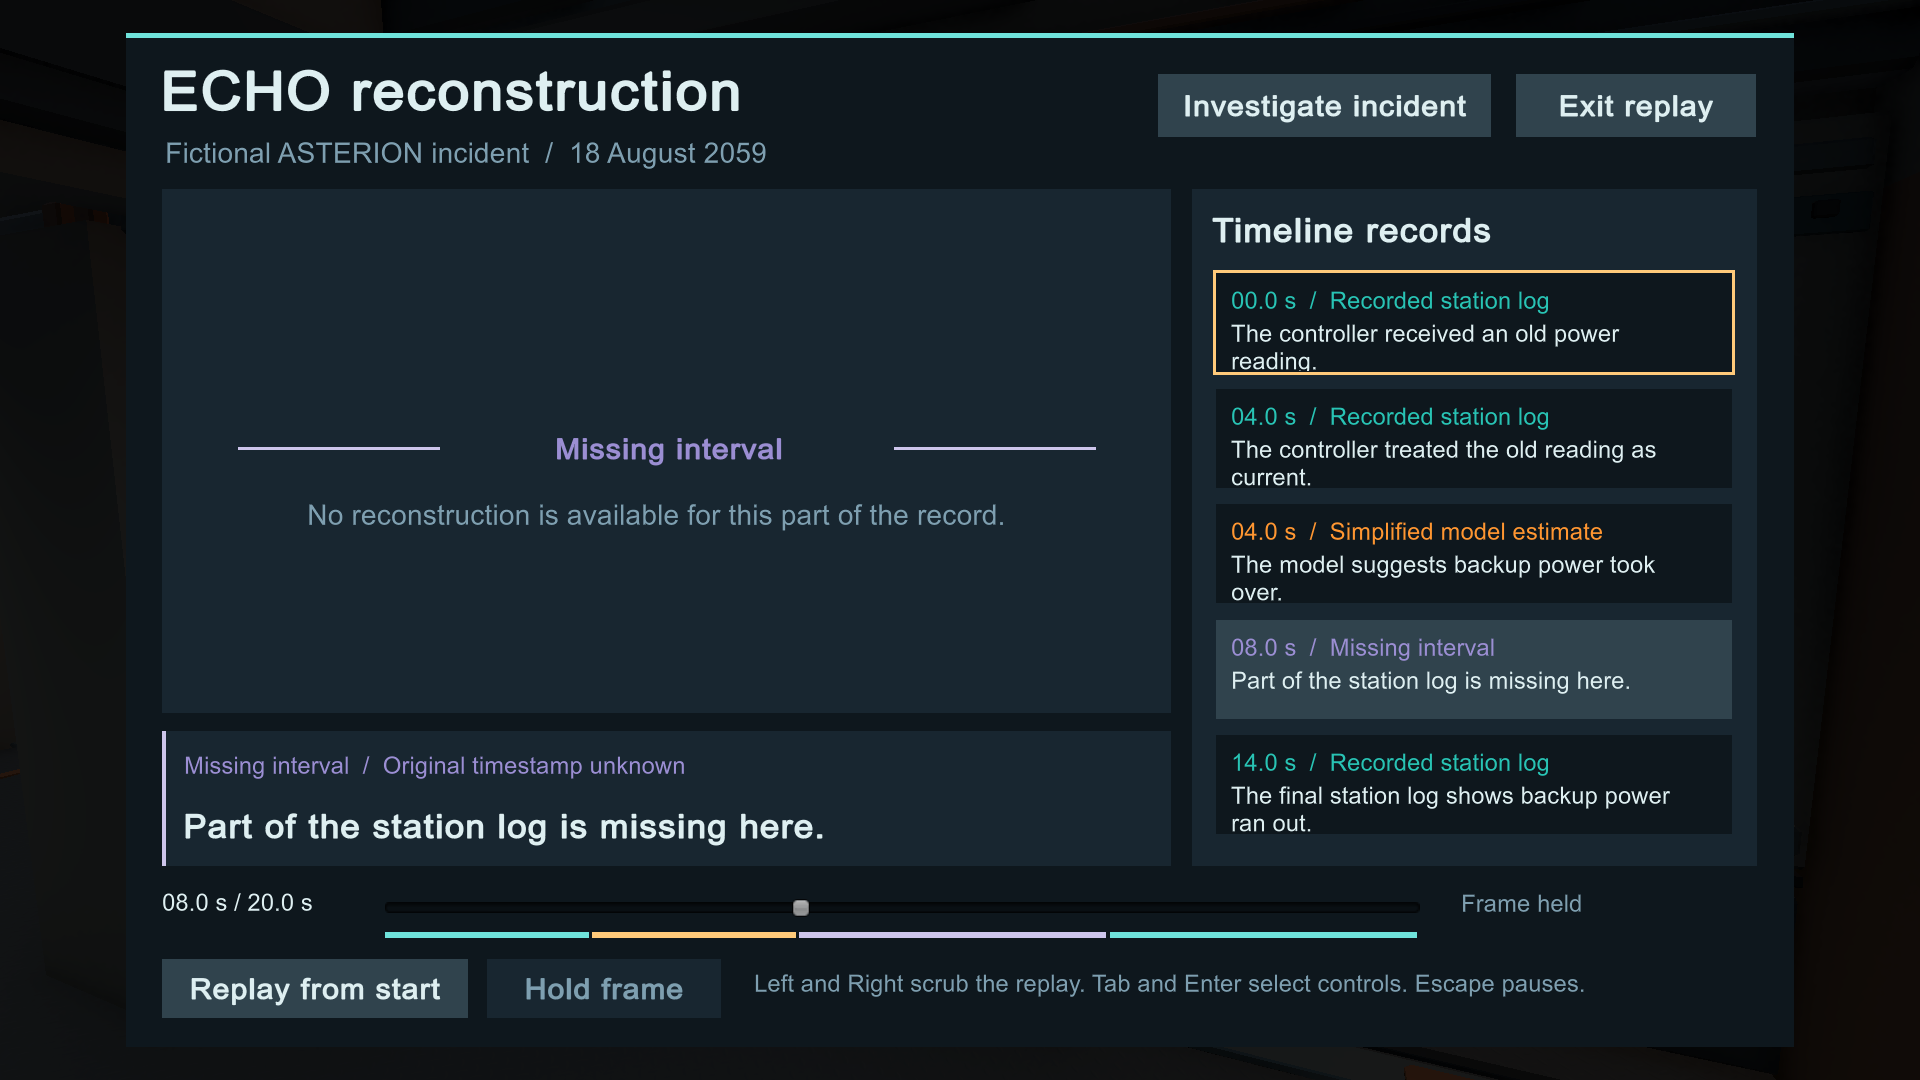 ECHO reconstruction
Fictional ASTERION incident / 18 August 2059
Investigate incident
Exit replay
Missing interval
No reconstruction is available for this part of the record.
Missing interval / Original timestamp unknown
Part of the station log is missing here.
Timeline records
00.0 s / Recorded station log
The controller received an old power
reading.
04.0 s / Recorded station log
The controller treated the old reading as
current.
04.0 s / Simplified model estimate
The model suggests backup power took
over.
08.0 s / Missing interval
Part of the station log is missing here.
14.0 s / Recorded station log
The final station log shows backup power
ran out.
08.0 s / 20.0 s
Frame held
Replay from start
Hold frame
Left and Right scrub the replay. Tab and Enter select controls. Escape pauses.